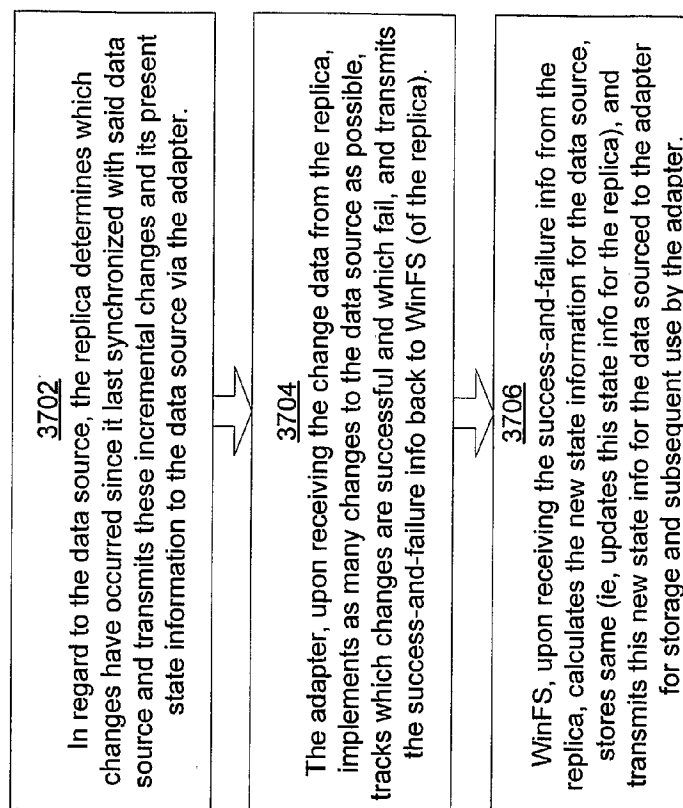 3702
In regard to the data source, the replica determines which
changes have occurred since it last synchronized with said data
source and transmits these incremental changes and its present
state information to the data source via the adapter.
3704
The adapter, upon receiving the change data from the replica,
implements as many changes to the data source as possible,
tracks which changes are successful and which fail, and transmits
the success-and-failure info back to WinFS (of the replica).
3706
WinFS, upon receiving the success-and-failure info from the
replica, calculates the new state information for the data source,
stores same (ie, updates this state info for the replica), and
transmits this new state info for the data sourced to the adapter
for storage and subsequent use by the adapter.